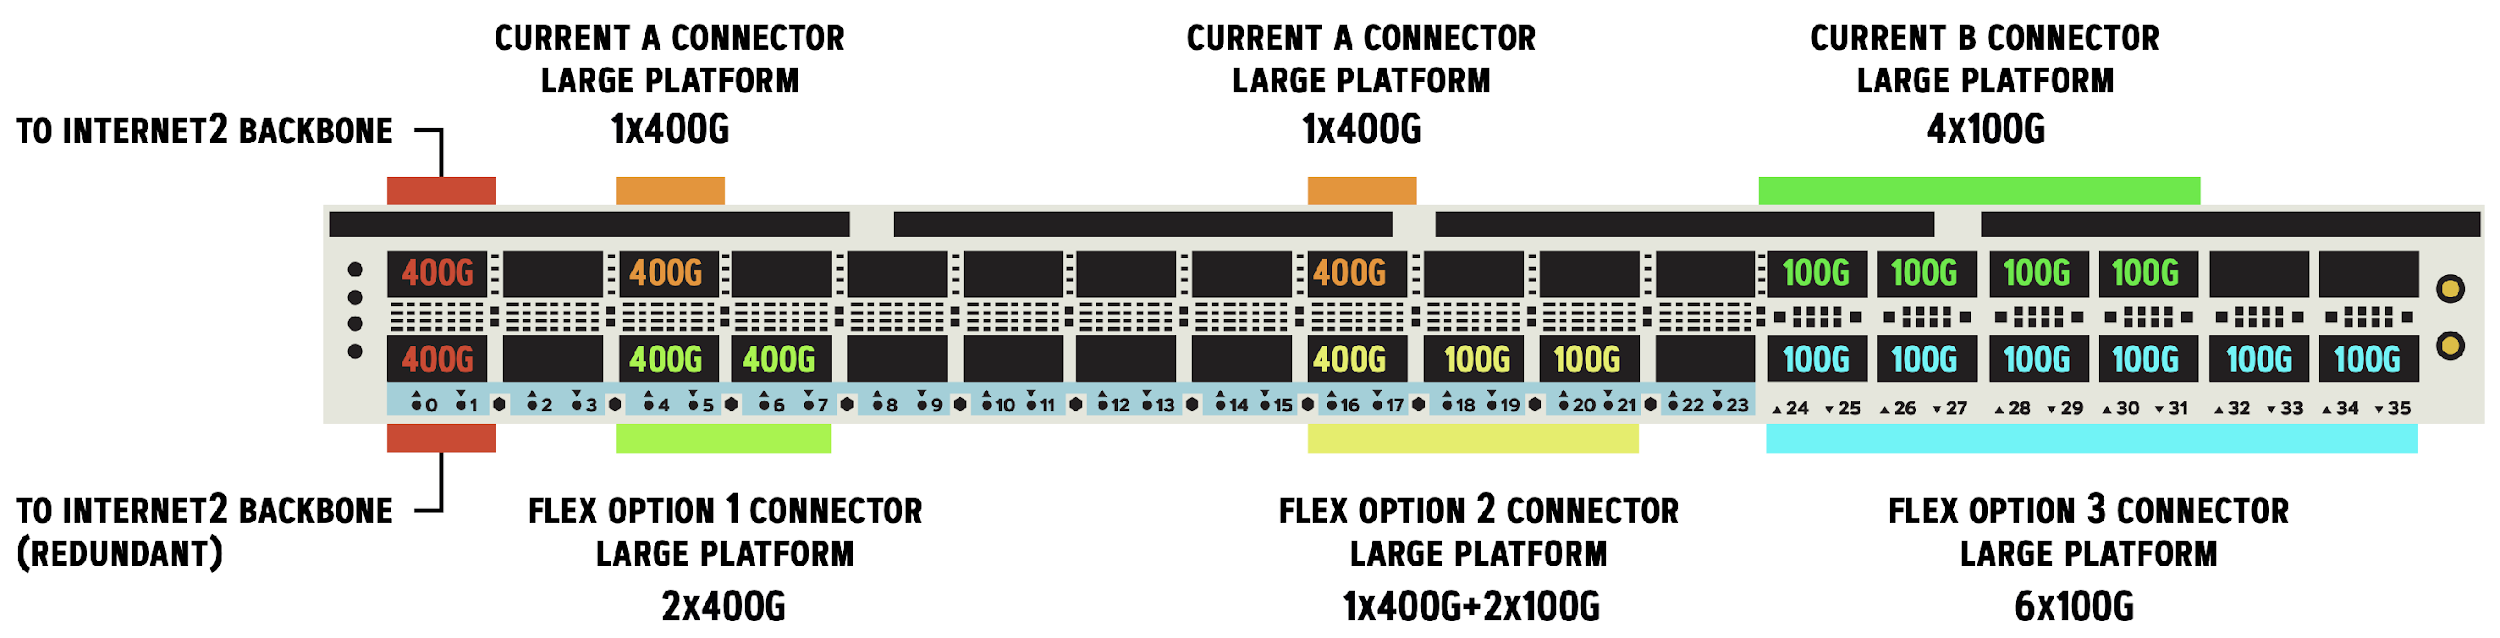 CURRENT A CONNECTOR
LARGE PLATFORM
1x400G
CURRENT A CONNECTOR
LARGE PLATFORM
1x400G
CURRENT B CONNECTOR
LARGE PLATFORM
4x100G
TO INTERNET2 BACKBONE
400G 400G 400G 100G 100G 100G 100G
400G 400G 400G 400G 100G 100G 100G 100G 100G 100G 100G 100G
0 1 2 3 4 5 6 7 8 9 10 11 12 13 14 15 16 17 18 19 20 21 22 23 24 25 26 27 28 29 30 31 32 33 34 35
TO INTERNET2 BACKBONE
(REDUNDANT)
FLEX OPTION 1 CONNECTOR
LARGE PLATFORM
2x400G
FLEX OPTION 2 CONNECTOR
LARGE PLATFORM
1x400G+2x100G
FLEX OPTION 3 CONNECTOR
LARGE PLATFORM
6x100G